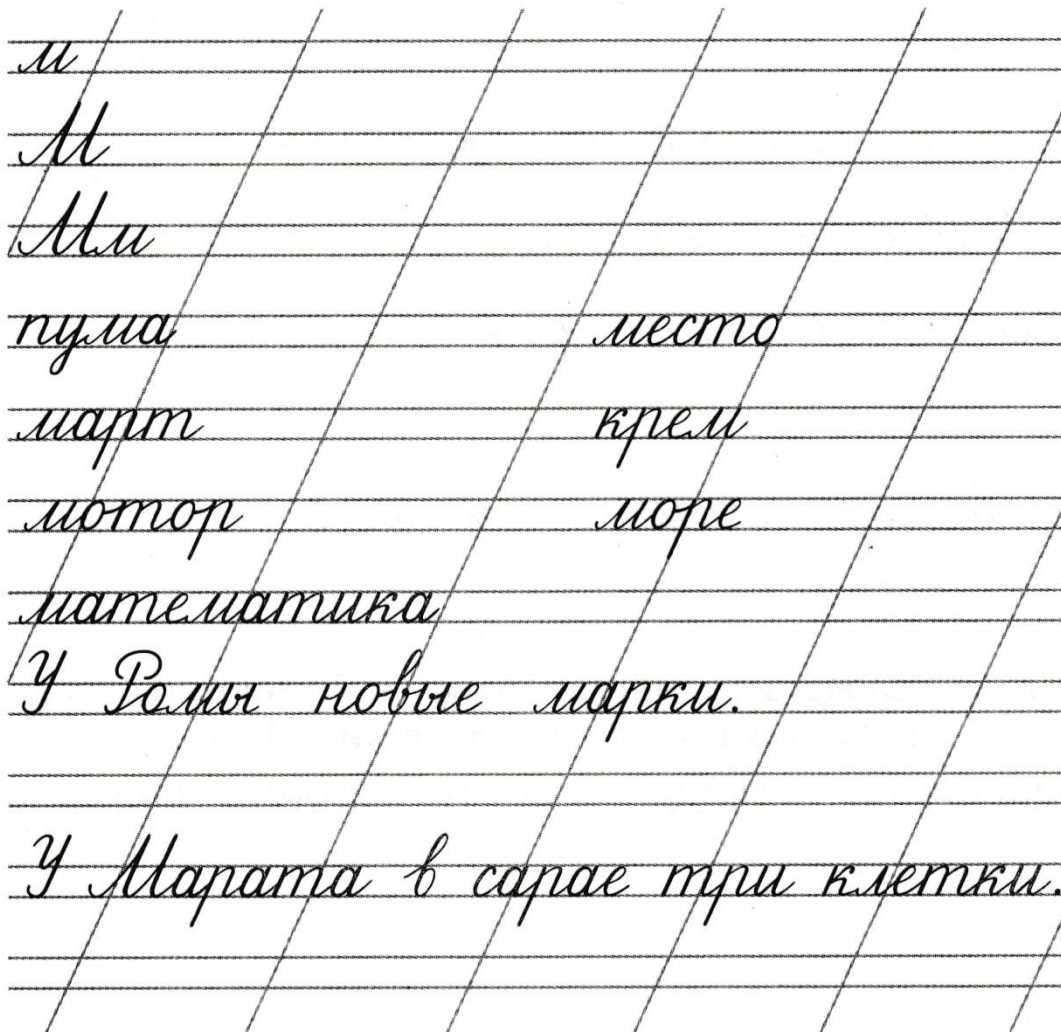 м
М
Мм
пума место
март крем
мотор море
математика
У Ромы новые марки.
У Марата в сарае три клетки.